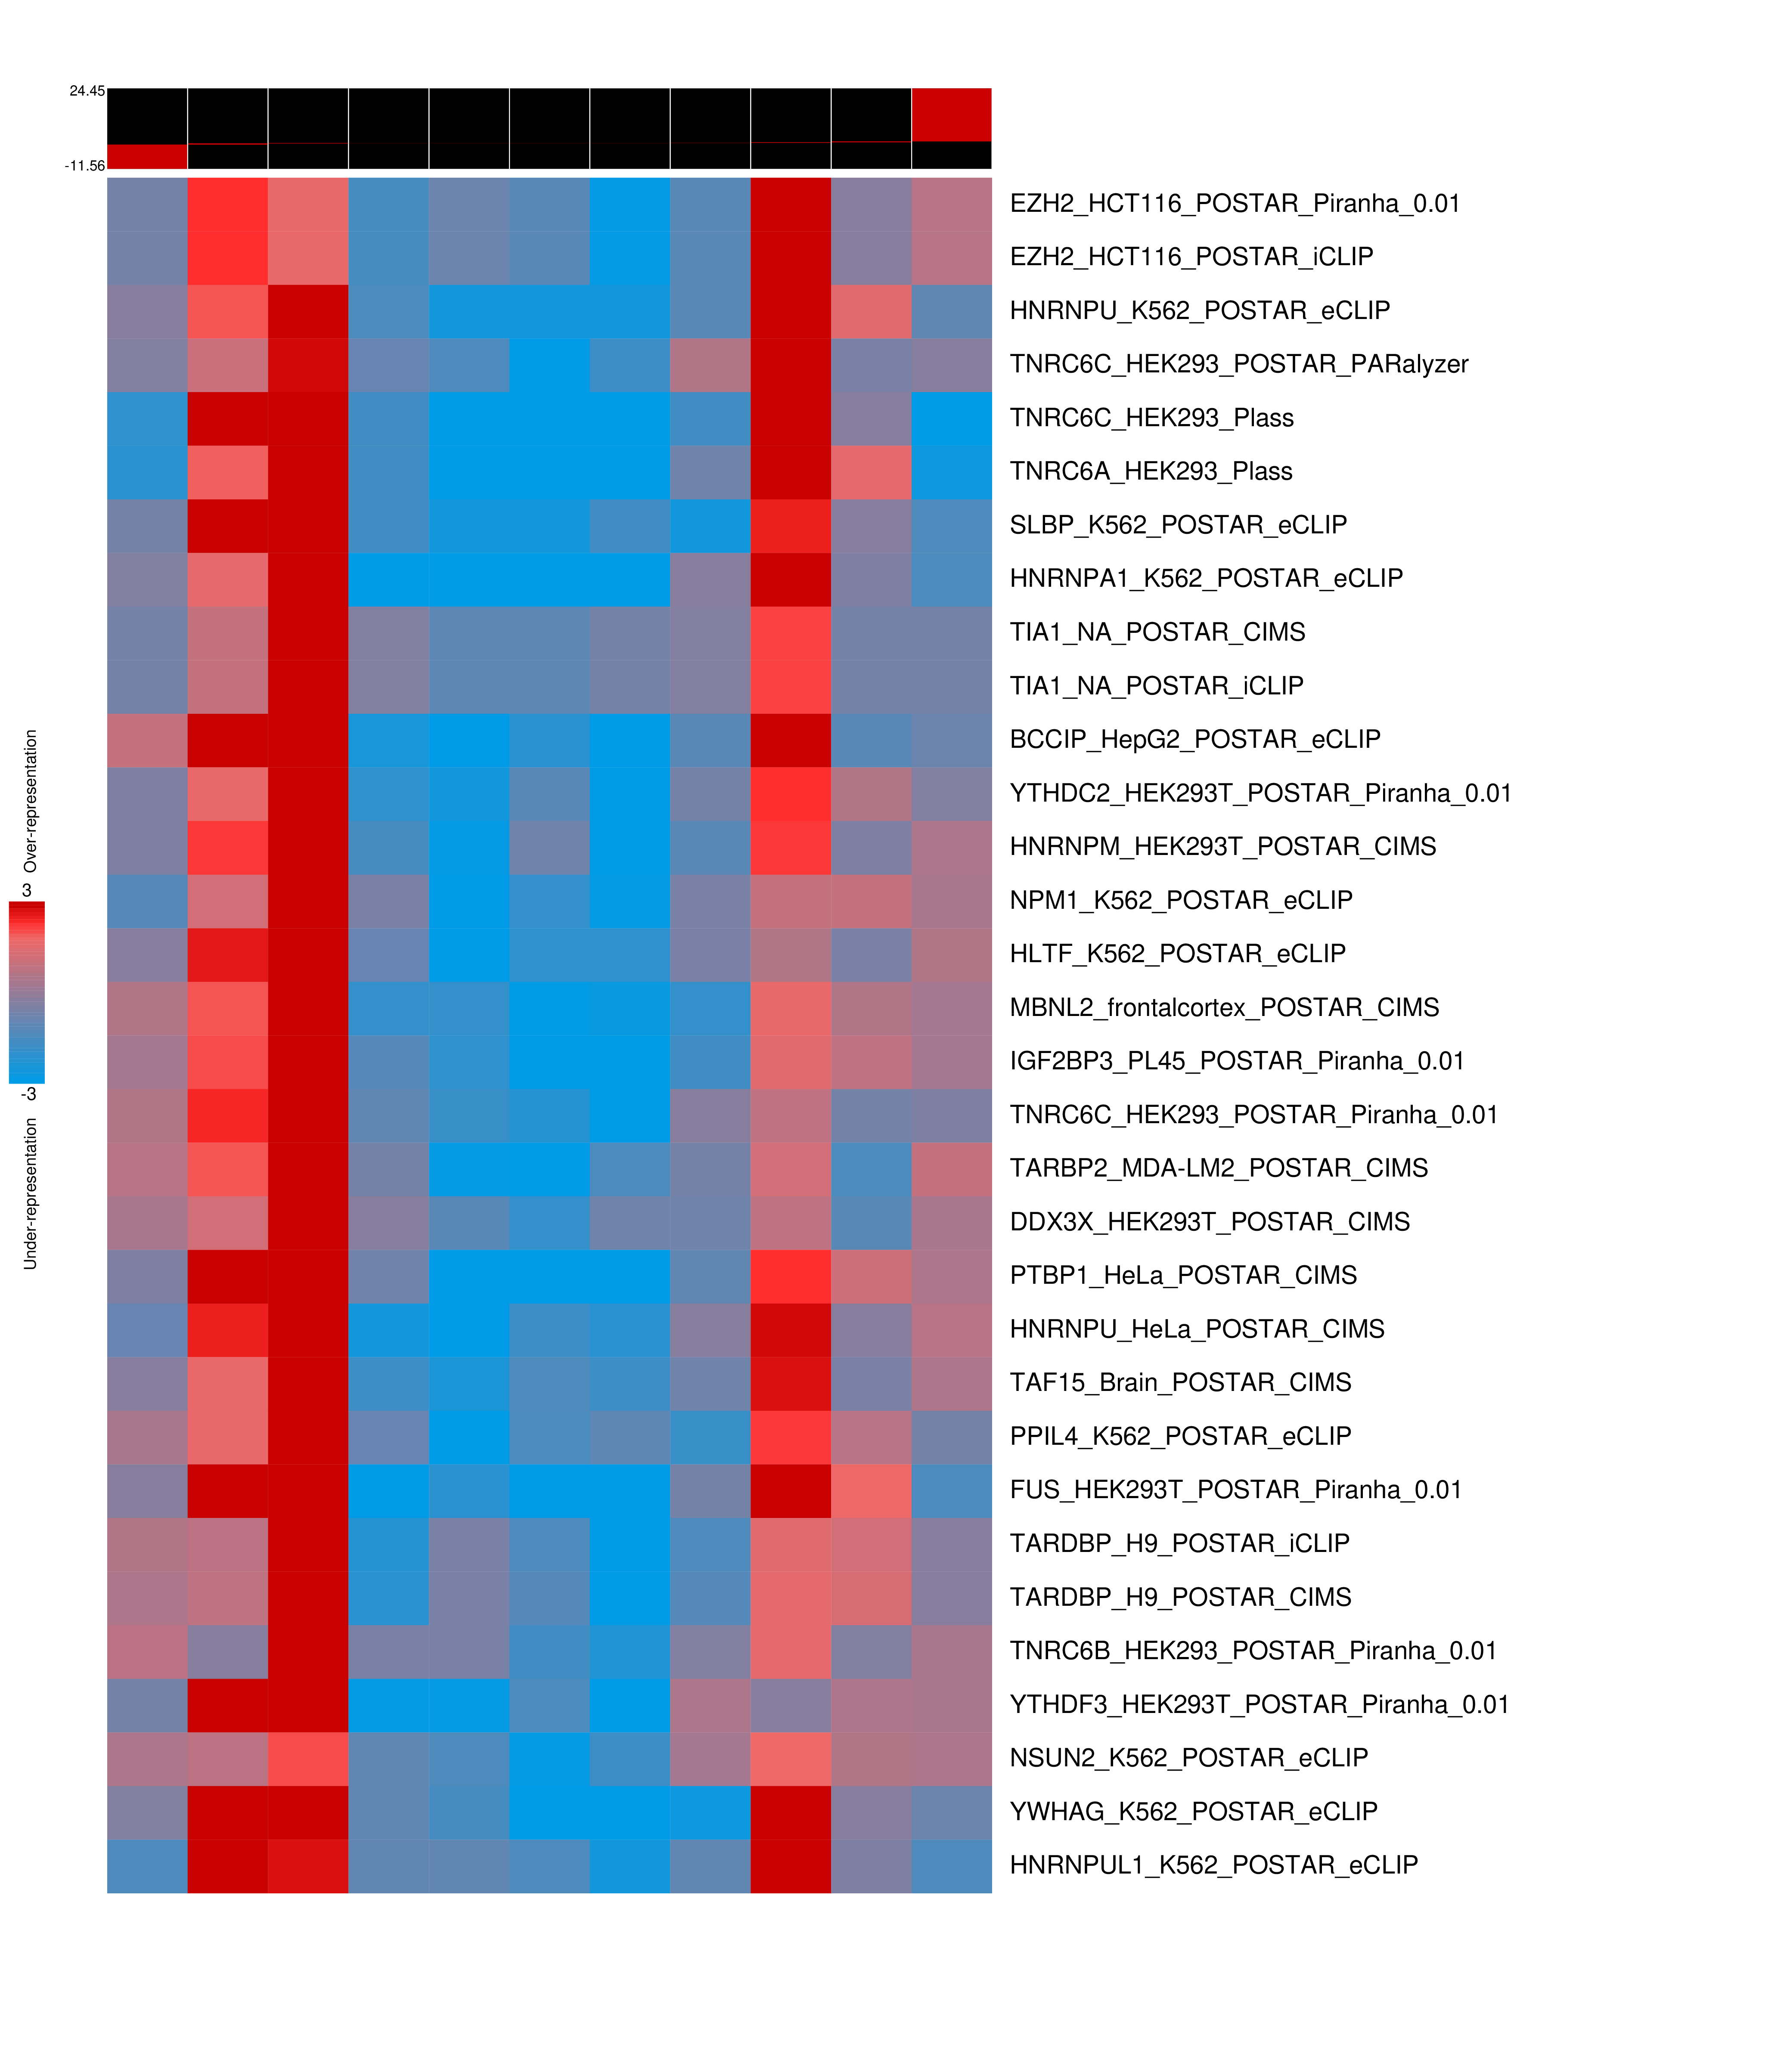 24.45
-11.56
EZH2_HCT116_POSTAR_Piranha_0.01
EZH2_HCT116_POSTAR_iCLIP
HNRNPU_K562_POSTAR_eCLIP
TNRC6C_HEK293_POSTAR_PARalyzer
TNRC6C_HEK293_Plass
TNRC6A_HEK293_Plass
SLBP_K562_POSTAR_eCLIP
HNRNPA1_K562_POSTAR_eCLIP
TIA1_NA_POSTAR_CIMS
TIA1_NA_POSTAR_iCLIP
BCCIP_HepG2_POSTAR_eCLIP
YTHDC2_HEK293T_POSTAR_Piranha_0.01
HNRNPM_HEK293T_POSTAR_CIMS
NPM1_K562_POSTAR_eCLIP
HLTF_K562_POSTAR_eCLIP
MBNL2_frontalcortex_POSTAR_CIMS
IGF2BP3_PL45_POSTAR_Piranha_0.01
TNRC6C_HEK293_POSTAR_Piranha_0.01
TARBP2_MDA-LM2_POSTAR_CIMS
DDX3X_HEK293T_POSTAR_CIMS
PTBP1_HeLa_POSTAR_CIMS
HNRNPU_HeLa_POSTAR_CIMS
TAF15_Brain_POSTAR_CIMS
PPIL4_K562_POSTAR_eCLIP
FUS_HEK293T_POSTAR_Piranha_0.01
TARDBP_H9_POSTAR_iCLIP
TARDBP_H9_POSTAR_CIMS
TNRC6B_HEK293_POSTAR_Piranha_0.01
YTHDF3_HEK293T_POSTAR_Piranha_0.01
NSUN2_K562_POSTAR_eCLIP
YWHAG_K562_POSTAR_eCLIP
HNRNPUL1_K562_POSTAR_eCLIP
Over-representation
3
-3
Under-representation